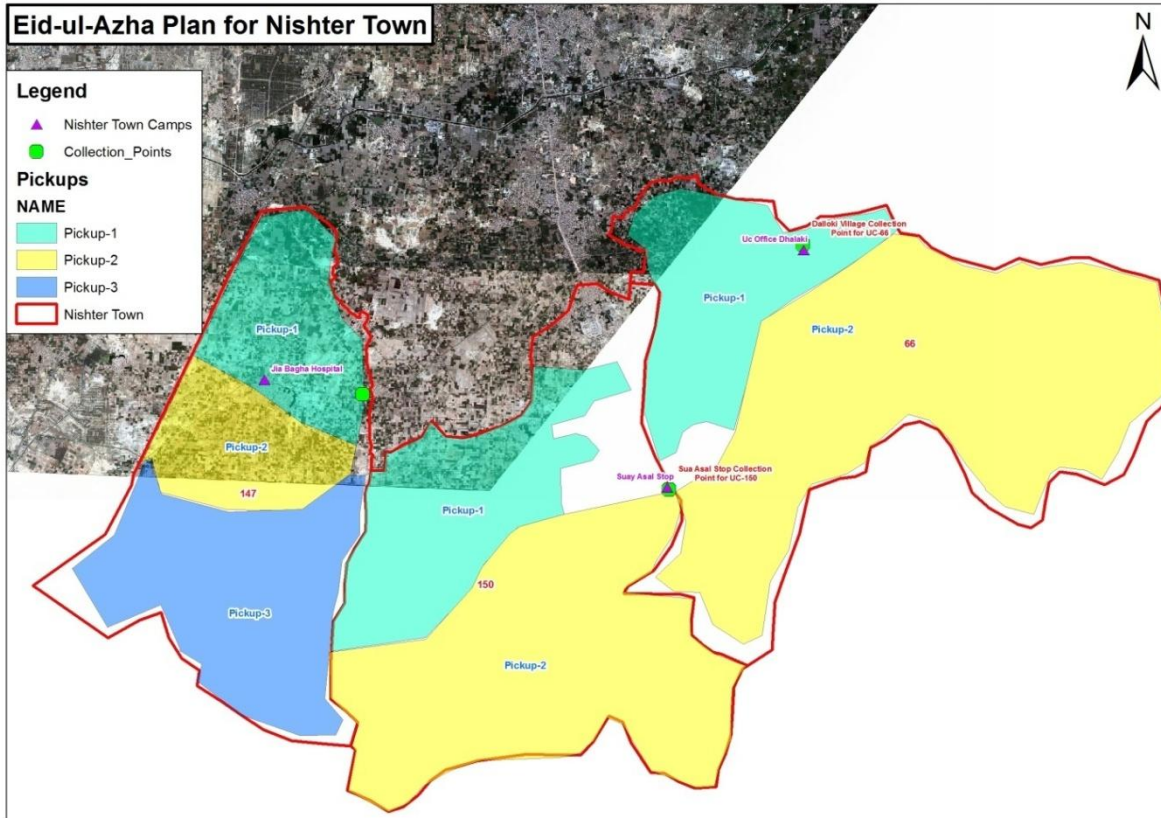 Eid-ul-Azha Plan for Nishter Town
N
Legend
Nishter Town Camps
Collection_Points
Pickups
NAME
Pickup-1
Pickup-2
Pickup-3
Nishter Town
Dalloki Village Collection
Point for UC-66
Uc Office Dhalaki
Pickup-1
Pickup-2
66
Pickup-1
Jia Bagha Hospital
Pickup-2
147
Suay Asal Stop
Sua Asal Stop Collection
Point for UC-150
Pickup-1
150
Pickup-3
Pickup-2